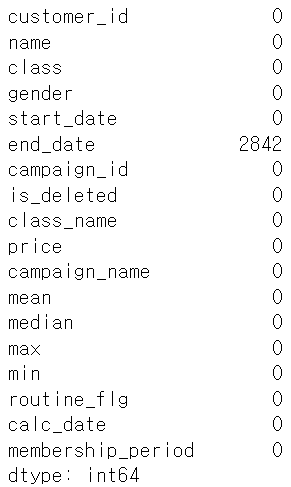 customer_id 0
name 0
class 0
gender 0
start_date 0
end_date 2842
campaign_id 0
is_deleted 0
class_name 0
price 0
campaign_name 0
mean 0
median 0
max 0
min 0
routine_flg 0
calc_date 0
membership_period 0
dtype: int64